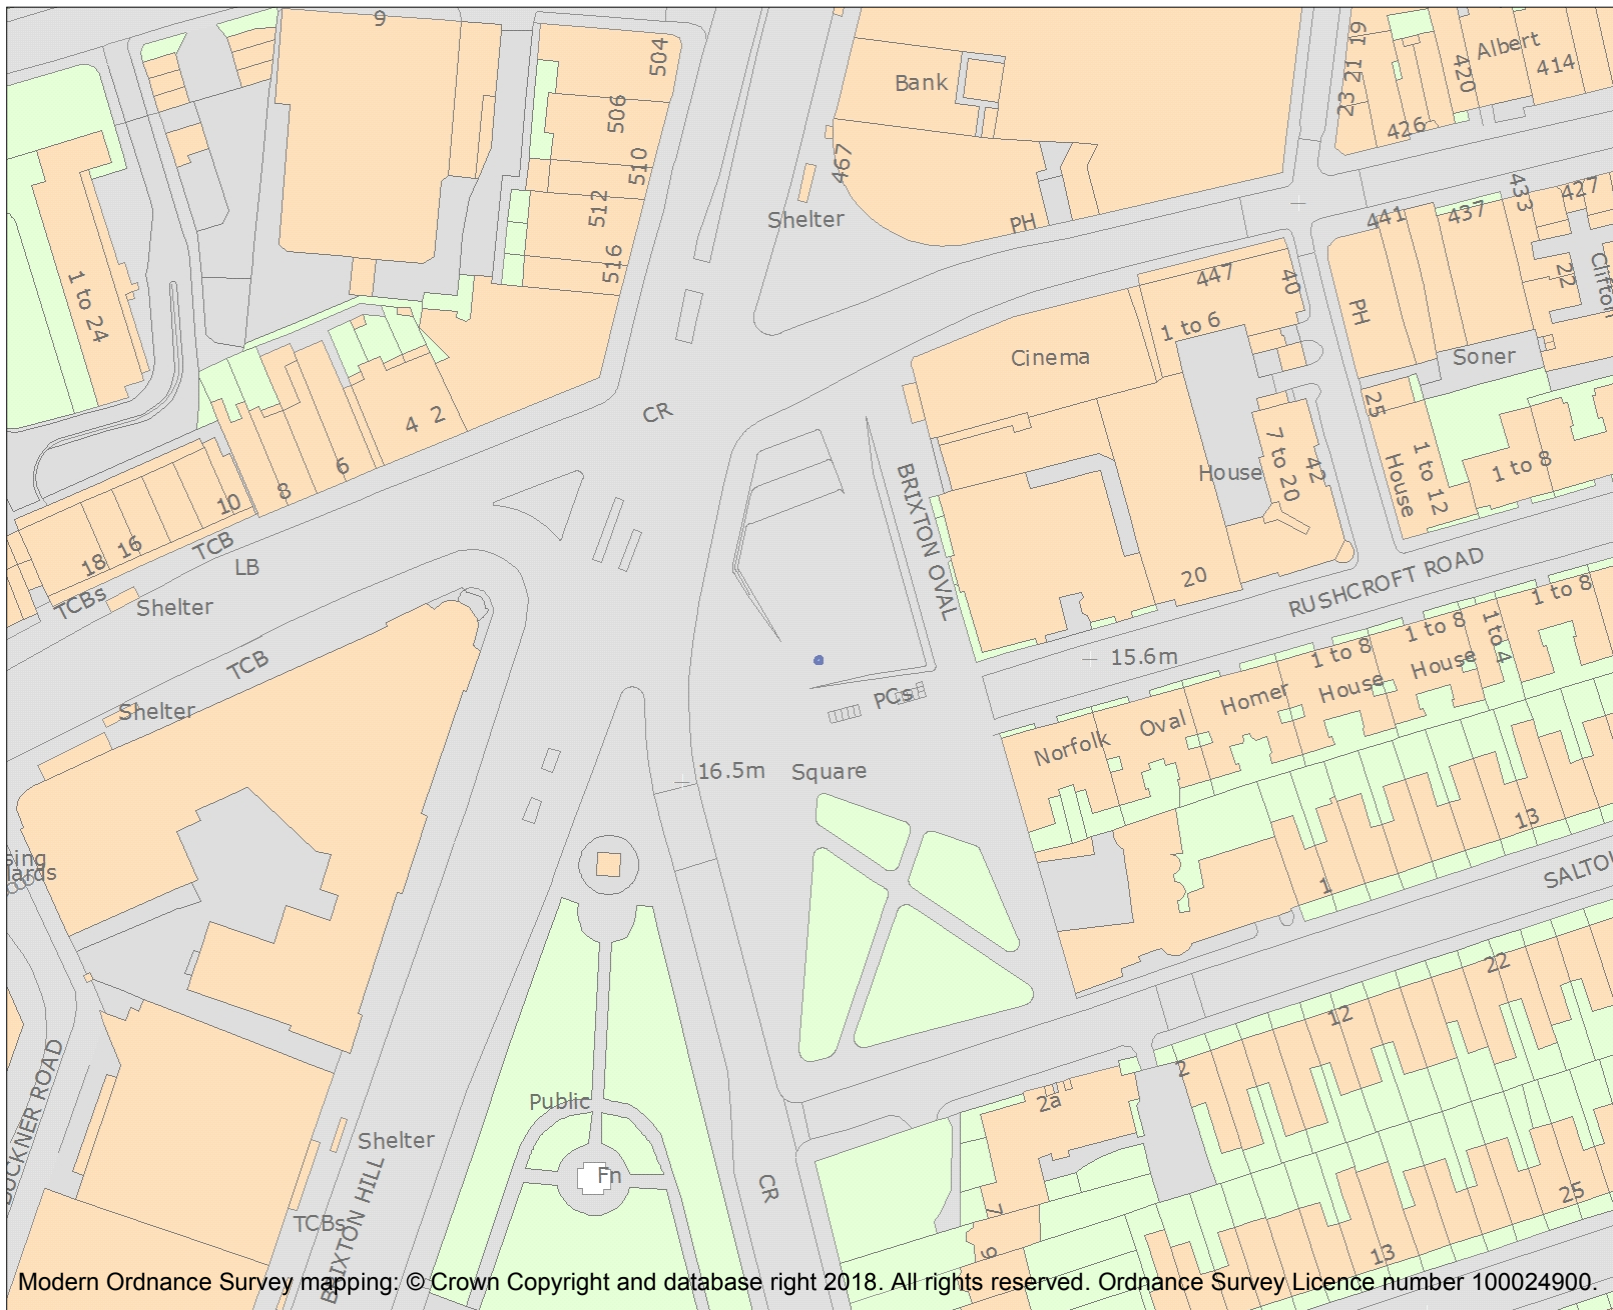 9
504
Bank
19
21
23
Albert
420
414
426
506
510
467
512
Shelter
PH
516
441
437
433
427
1 to 24
447
40
PH
22
1 to 6
Cinema
Soner
CR
4 2
25
6
8
10
House
7 to 20
42
1 to 12
House
1 to 8
BRIXTON OVAL
TCB
16
18
LB
20
RUSHCROFT ROAD
TCBs
Shelter
1 to 8
1 to 8
1 to 4
15.6m
1 to 8
House
TCB
House
Shelter
PCs
Homer
Oval
Norfolk
16.5m
Square
13
1
22
12
2
Public
2a
Shelter
Fn
CR
BRIXTON HILL
TCBs
7
9
25
13
Modern Ordnance Survey mapping: © Crown Copyright and database right 2018. All rights reserved. Ordnance Survey Licence number 100024900.